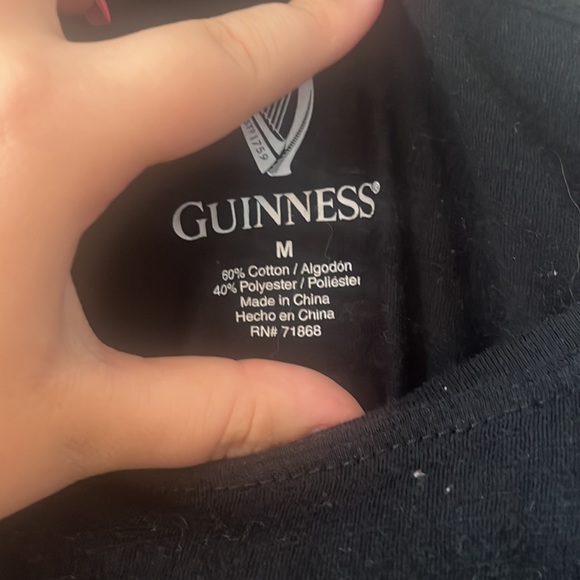 1759
GUINNESS®
M
60% Cotton / Algodón
40% Polyester / Poliéster
Made in China
Hecho en China
RN# 71868